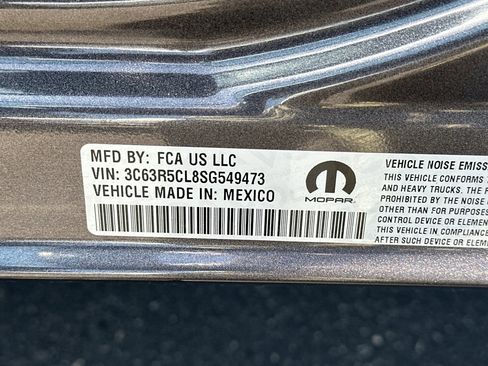 MFD BY: FCA US LLC
VIN: 3C63R5CL8SG549473
VEHICLE MADE IN: MEXICO
MOPAR
VEHICLE NOISE EMISS
THIS VEHICLE CONFORMS T
AND HEAVY TRUCKS. THE F
PROHIBITED BY THE NOISE
OTHER THAN FOR PURPOSES
CONTROL DEVICE OR ELEMEN
THIS VEHICLE IN COMPLIANCE
AFTER SUCH DEVICE OR ELEME